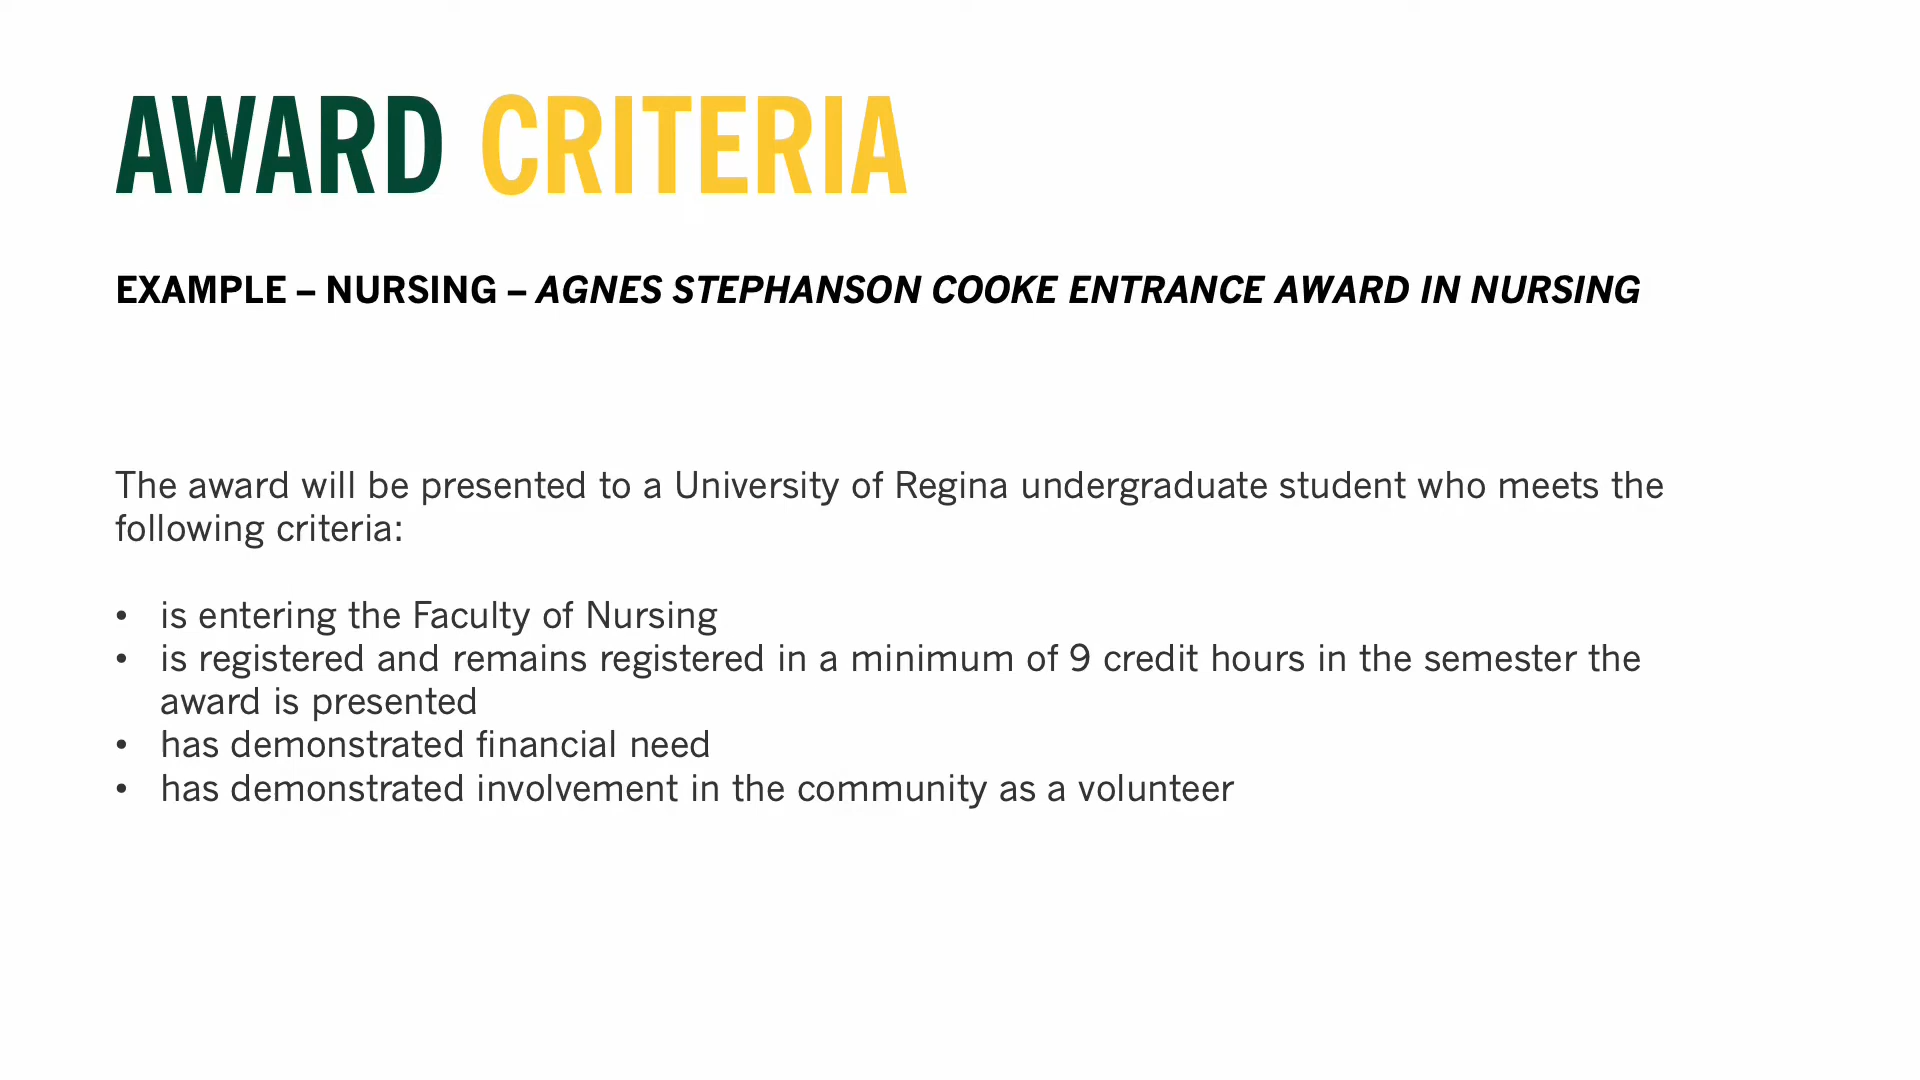 AWARD CRITERIA
EXAMPLE – NURSING – AGNES STEPHANSON COOKE ENTRANCE AWARD IN NURSING
The award will be presented to a University of Regina undergraduate student who meets the
following criteria:
• is entering the Faculty of Nursing
• is registered and remains registered in a minimum of 9 credit hours in the semester the
award is presented
• has demonstrated financial need
• has demonstrated involvement in the community as a volunteer